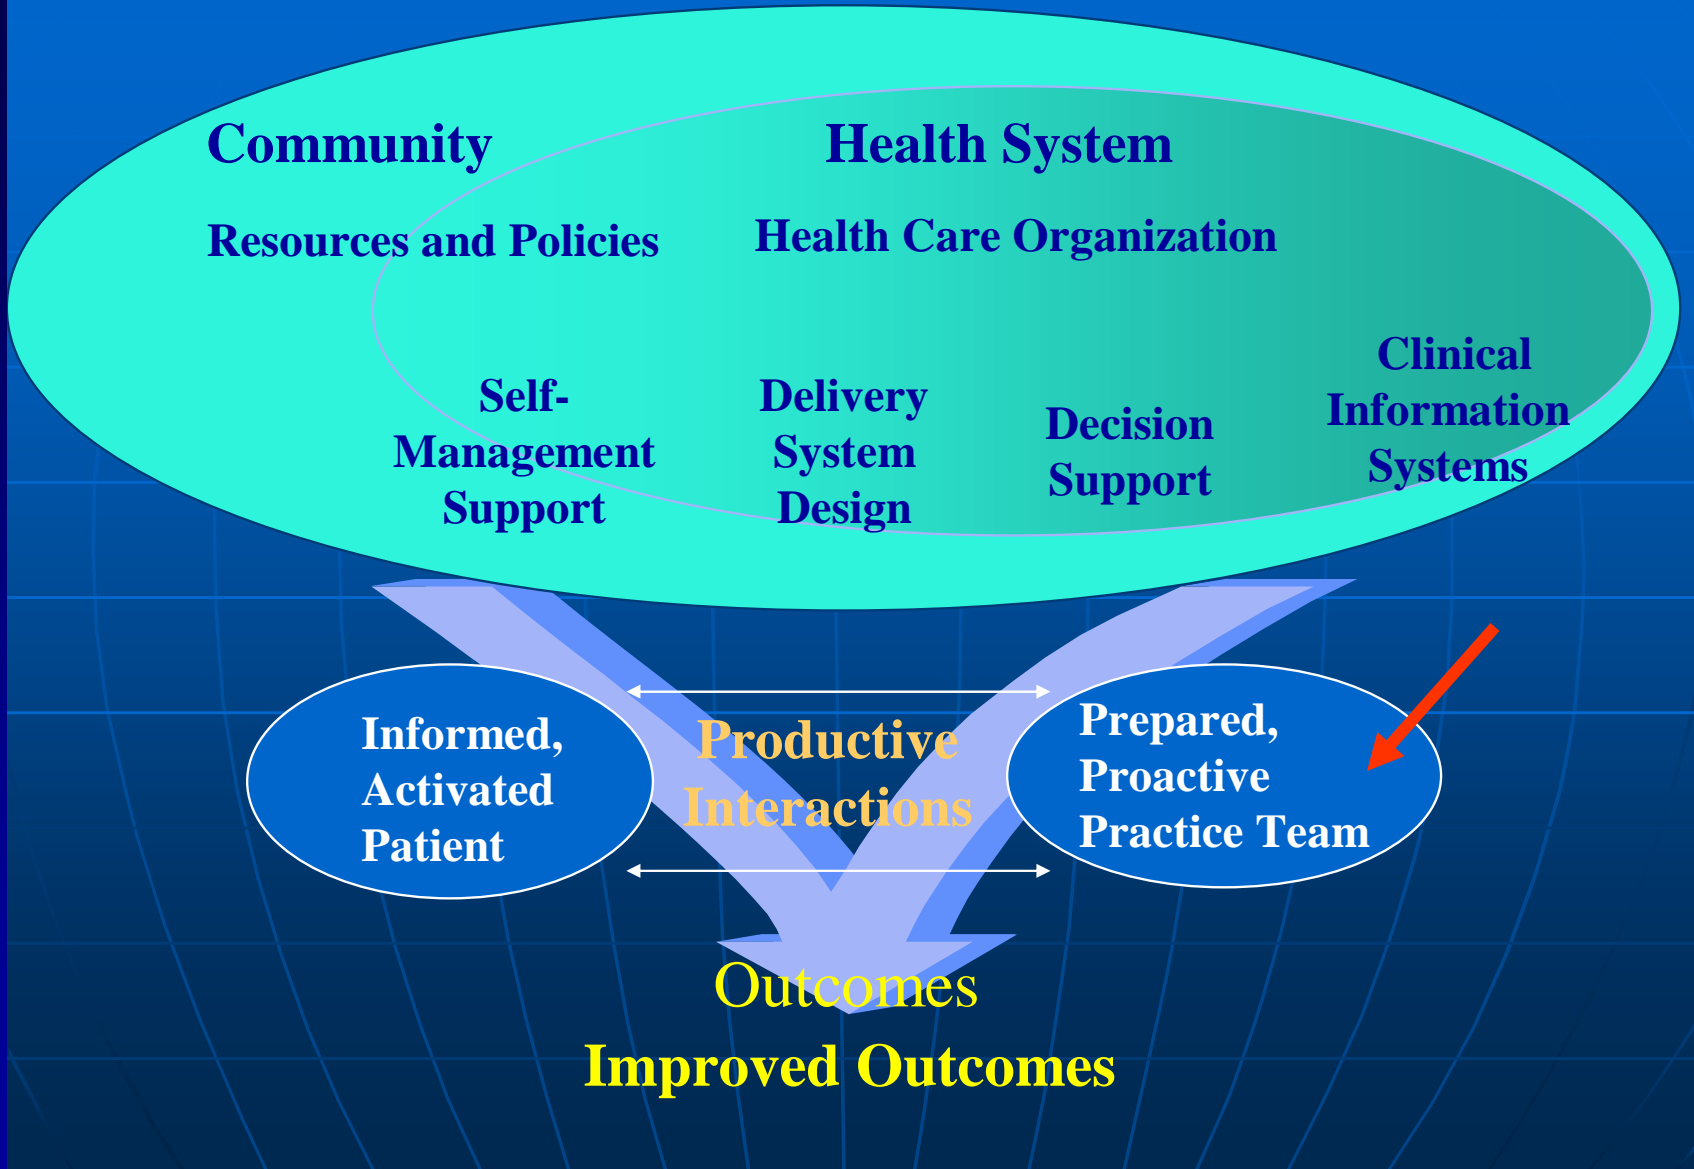 Community
Health System
Resources and Policies
Health Care Organization
Self-
Management
Support
Delivery
System
Design
Decision
Support
Clinical
Information
Systems
Informed,
Activated
Patient
Productive
Interactions
Prepared,
Proactive
Practice Team
Outcomes
Improved Outcomes